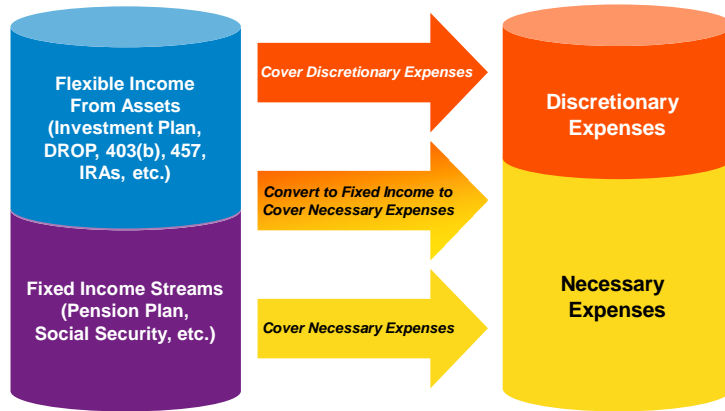 Flexible Income
From Assets
(Investment Plan,
DROP, 403(b), 457,
IRAs, etc.)
Fixed Income Streams
(Pension Plan,
Social Security, etc.)
Cover Discretionary Expenses
Convert to Fixed Income to
Cover Necessary Expenses
Cover Necessary Expenses
Discretionary
Expenses
Necessary
Expenses